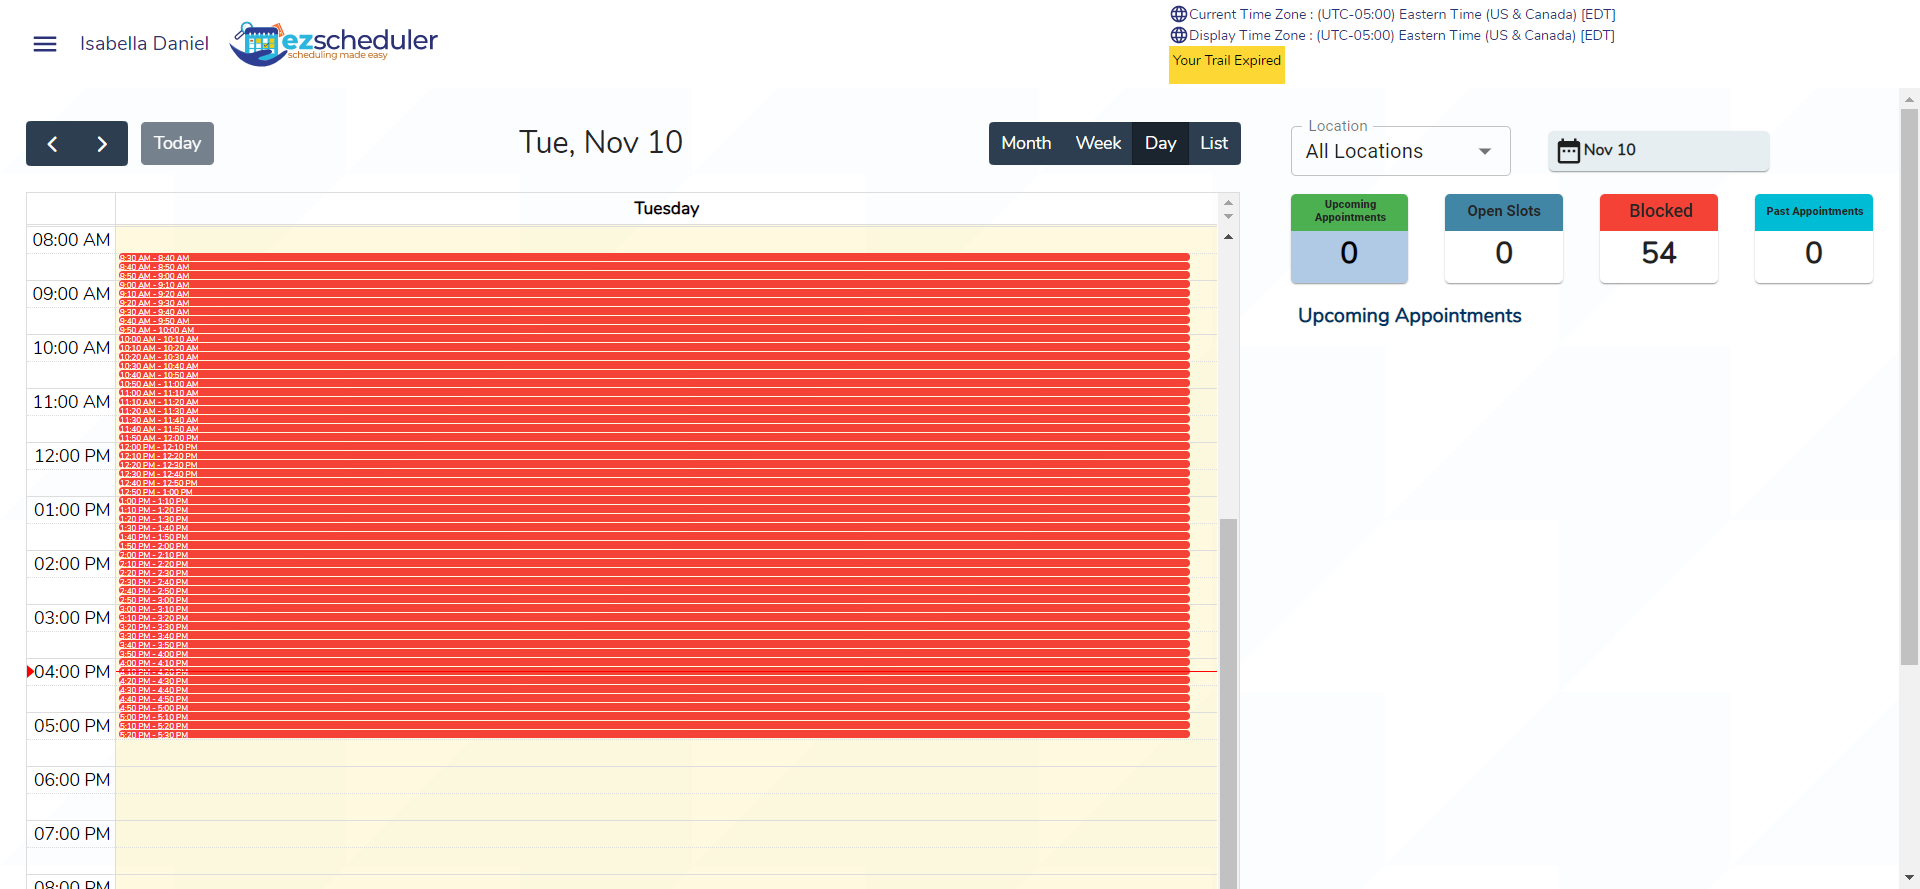 Isabella Daniel
ezscheduler
scheduling made easy
Current Time Zone : (UTC-05:00) Eastern Time (US & Canada) [EDT]
Display Time Zone : (UTC-05:00) Eastern Time (US & Canada) [EDT]
Your Trail Expired
Today
Tue, Nov 10
Month Week Day List
Location
All Locations
Nov 10
Upcoming Appointments
0
Open Slots
0
Blocked
54
Past Appointments
0
Upcoming Appointments
Tuesday
08:00 AM
8:30 AM - 8:40 AM
8:40 AM - 8:50 AM
8:50 AM - 9:00 AM
09:00 AM
9:00 AM - 9:10 AM
9:10 AM - 9:20 AM
9:20 AM - 9:30 AM
9:30 AM - 9:40 AM
9:40 AM - 9:50 AM
9:50 AM - 10:00 AM
10:00 AM
10:00 AM - 10:10 AM
10:10 AM - 10:20 AM
10:20 AM - 10:30 AM
10:30 AM - 10:40 AM
10:40 AM - 10:50 AM
10:50 AM - 11:00 AM
11:00 AM
11:00 AM - 11:10 AM
11:10 AM - 11:20 AM
11:20 AM - 11:30 AM
11:30 AM - 11:40 AM
11:40 AM - 11:50 AM
11:50 AM - 12:00 PM
12:00 PM
12:00 PM - 12:10 PM
12:10 PM - 12:20 PM
12:20 PM - 12:30 PM
12:30 PM - 12:40 PM
12:40 PM - 12:50 PM
12:50 PM - 1:00 PM
01:00 PM
1:00 PM - 1:10 PM
1:10 PM - 1:20 PM
1:20 PM - 1:30 PM
1:30 PM - 1:40 PM
1:40 PM - 1:50 PM
1:50 PM - 2:00 PM
02:00 PM
2:00 PM - 2:10 PM
2:10 PM - 2:20 PM
2:20 PM - 2:30 PM
2:30 PM - 2:40 PM
2:40 PM - 2:50 PM
2:50 PM - 3:00 PM
03:00 PM
3:00 PM - 3:10 PM
3:10 PM - 3:20 PM
3:20 PM - 3:30 PM
3:30 PM - 3:40 PM
3:40 PM - 3:50 PM
3:50 PM - 4:00 PM
04:00 PM
4:00 PM - 4:10 PM
4:10 PM - 4:20 PM
4:20 PM - 4:30 PM
4:30 PM - 4:40 PM
4:40 PM - 4:50 PM
4:50 PM - 5:00 PM
05:00 PM
5:00 PM - 5:10 PM
5:10 PM - 5:20 PM
5:20 PM - 5:30 PM
06:00 PM
07:00 PM
08:00 PM